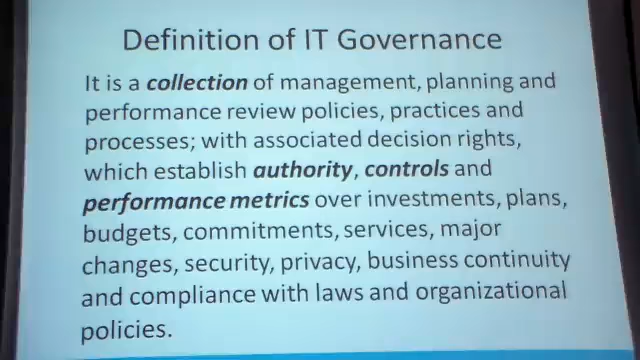 Definition of IT Governance
It is a collection of management, planning and
performance review policies, practices and
processes; with associated decision rights,
which establish authority, controls and
performance metrics over investments, plans,
budgets, commitments, services, major
changes, security, privacy, business continuity
and compliance with laws and organizational
policies.